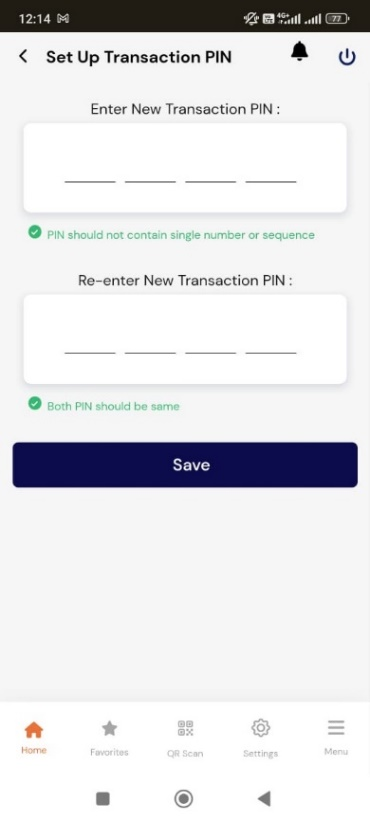 12:14
4G+
77
Set Up Transaction PIN
Enter New Transaction PIN :
PIN should not contain single number or sequence
Re-enter New Transaction PIN :
Both PIN should be same
Save
Home Favorites QR Scan Settings Menu